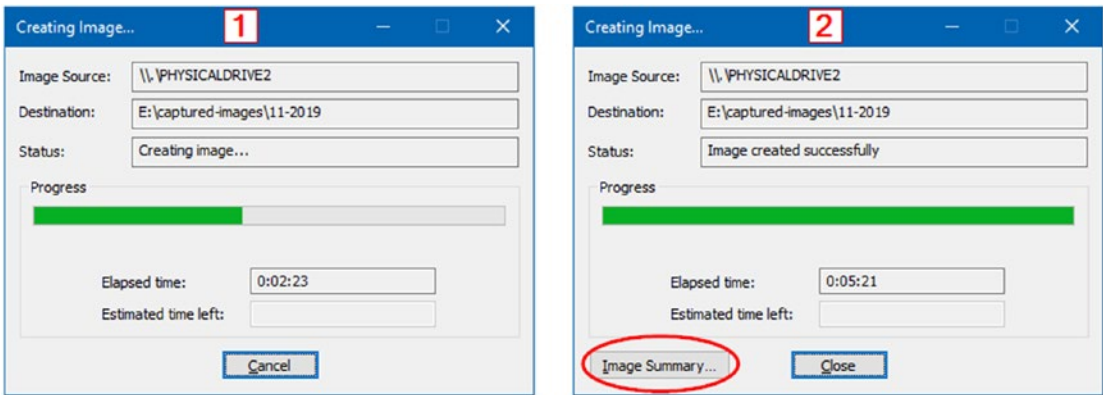 Creating Image... 1
Image Source: \\.\PHYSICALDRIVE2
Destination: E:\captured-images\11-2019
Status: Creating image...
Progress
Elapsed time: 0:02:23
Estimated time left:
Cancel
Creating Image... 2
Image Source: \\.\PHYSICALDRIVE2
Destination: E:\captured-images\11-2019
Status: Image created successfully
Progress
Elapsed time: 0:05:21
Estimated time left:
Image Summary... Close